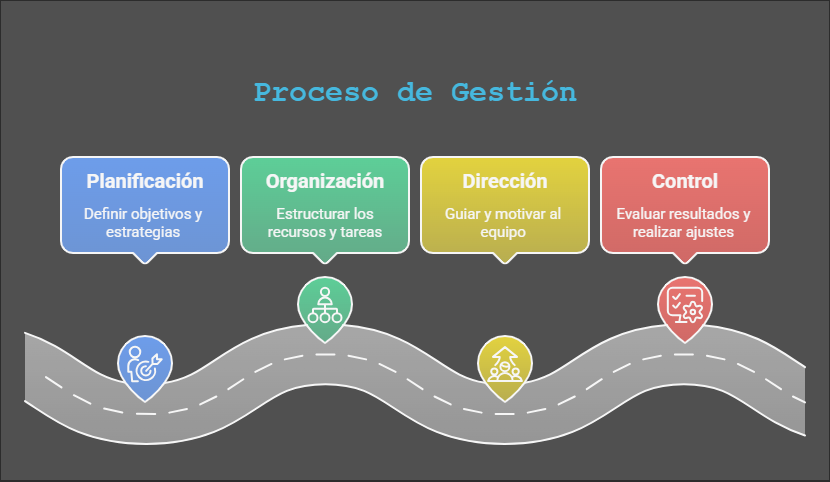 Proceso de Gestión
Planificación
Definir objetivos y
estrategias
Organización
Estructurar los
recursos y tareas
Dirección
Guiar y motivar al
equipo
Control
Evaluar resultados y
realizar ajustes